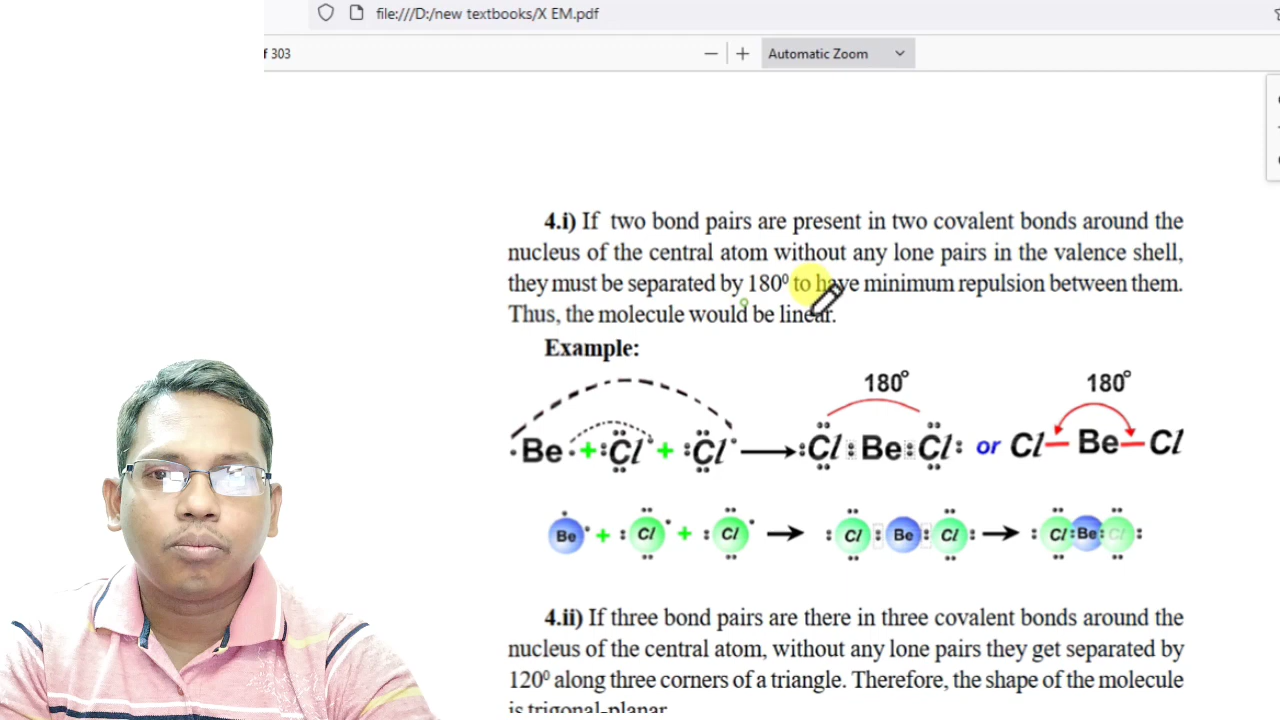 file:///D:/new textbooks/X EM.pdf
f 303
Automatic Zoom
4.i) If two bond pairs are present in two covalent bonds around the
nucleus of the central atom without any lone pairs in the valence shell,
they must be separated by 180⁰ to have minimum repulsion between them.
Thus, the molecule would be linear.
Example:
180° 180°
·Be· + :Cl· + :Cl· ⟶ :Cl : Be : Cl: or Cl – Be – Cl
Be + : Cl + : Cl → : Cl : Be : Cl : → : Cl : Be : Cl :
4.ii) If three bond pairs are there in three covalent bonds around the
nucleus of the central atom, without any lone pairs they get separated by
120⁰ along three corners of a triangle. Therefore, the shape of the molecule
is trigonal-planar.